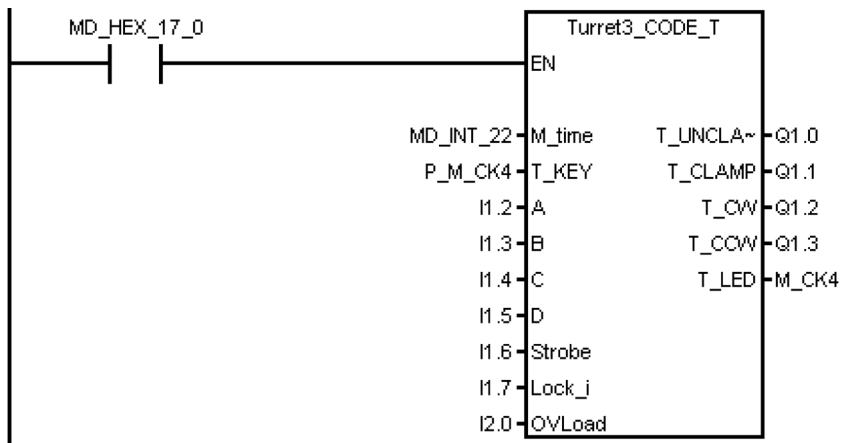 MD_HEX_17_0 Turret3_CODE_T
EN
MD_INT_22 M_time T_UNCLA~ Q1.0
P_M_CK4 T_KEY T_CLAMP Q1.1
I1.2 A T_CW Q1.2
I1.3 B T_CCW Q1.3
I1.4 C T_LED M_CK4
I1.5 D
I1.6 Strobe
I1.7 Lock_i
I2.0 OVLoad